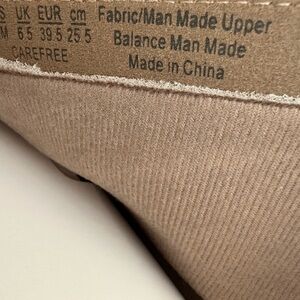 S UK EUR cm Fabric/Man Made Upper
M 6.5 39.5 25.5 Balance Man Made
CAREFREE Made in China